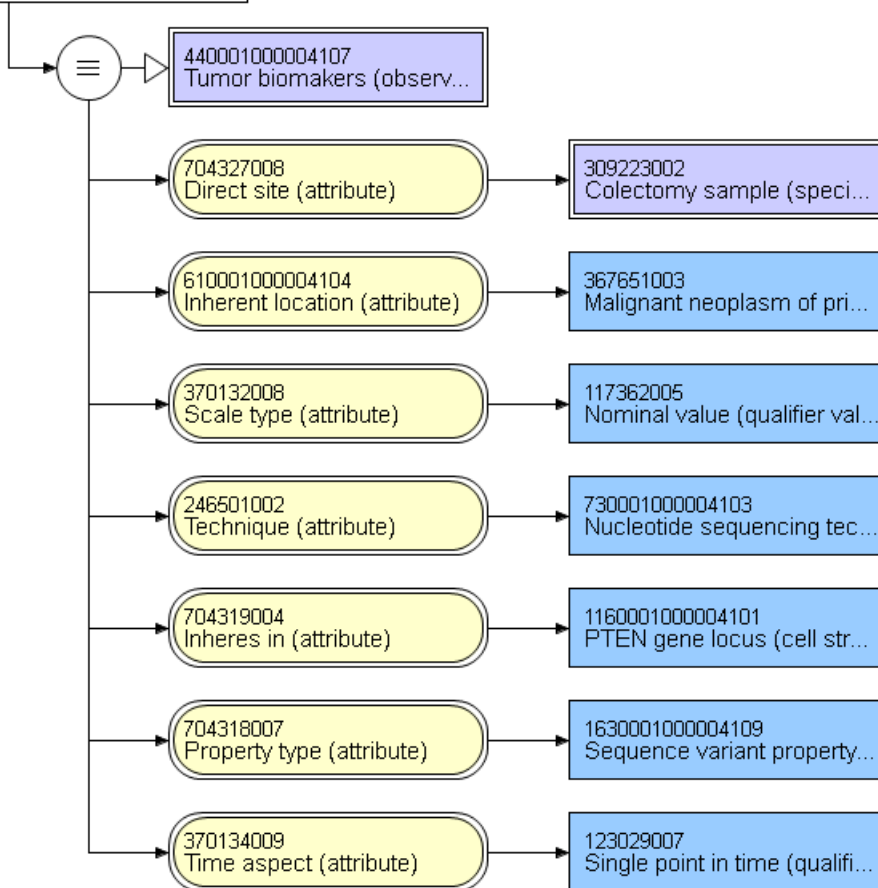 440001000004107
Tumor biomakers (observ...
704327008
Direct site (attribute)
309223002
Colectomy sample (speci...
610001000004104
Inherent location (attribute)
367651003
Malignant neoplasm of pri...
370132008
Scale type (attribute)
117362005
Nominal value (qualifier val...
246501002
Technique (attribute)
730001000004103
Nucleotide sequencing tec...
704319004
Inheres in (attribute)
1160001000004101
PTEN gene locus (cell str...
704318007
Property type (attribute)
1630001000004109
Sequence variant property...
370134009
Time aspect (attribute)
123029007
Single point in time (qualifi...